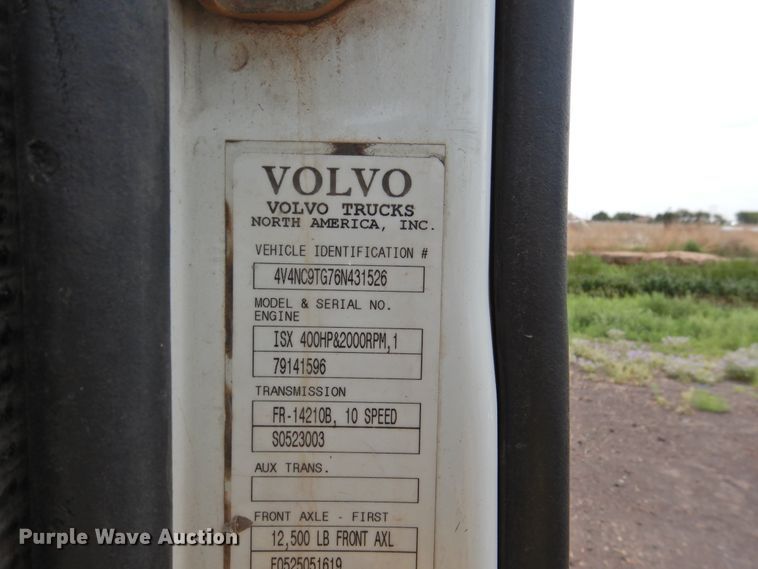 VOLVO
VOLVO TRUCKS
NORTH AMERICA, INC.
VEHICLE IDENTIFICATION #
4V4NC9TG76N431526
MODEL & SERIAL NO.
ENGINE
ISX 400HP&2000RPM,1
79141596
TRANSMISSION
FR-14210B, 10 SPEED
S0523003
AUX TRANS.
FRONT AXLE - FIRST
12,500 LB FRONT AXL
F0525051619
Purple Wave Auction